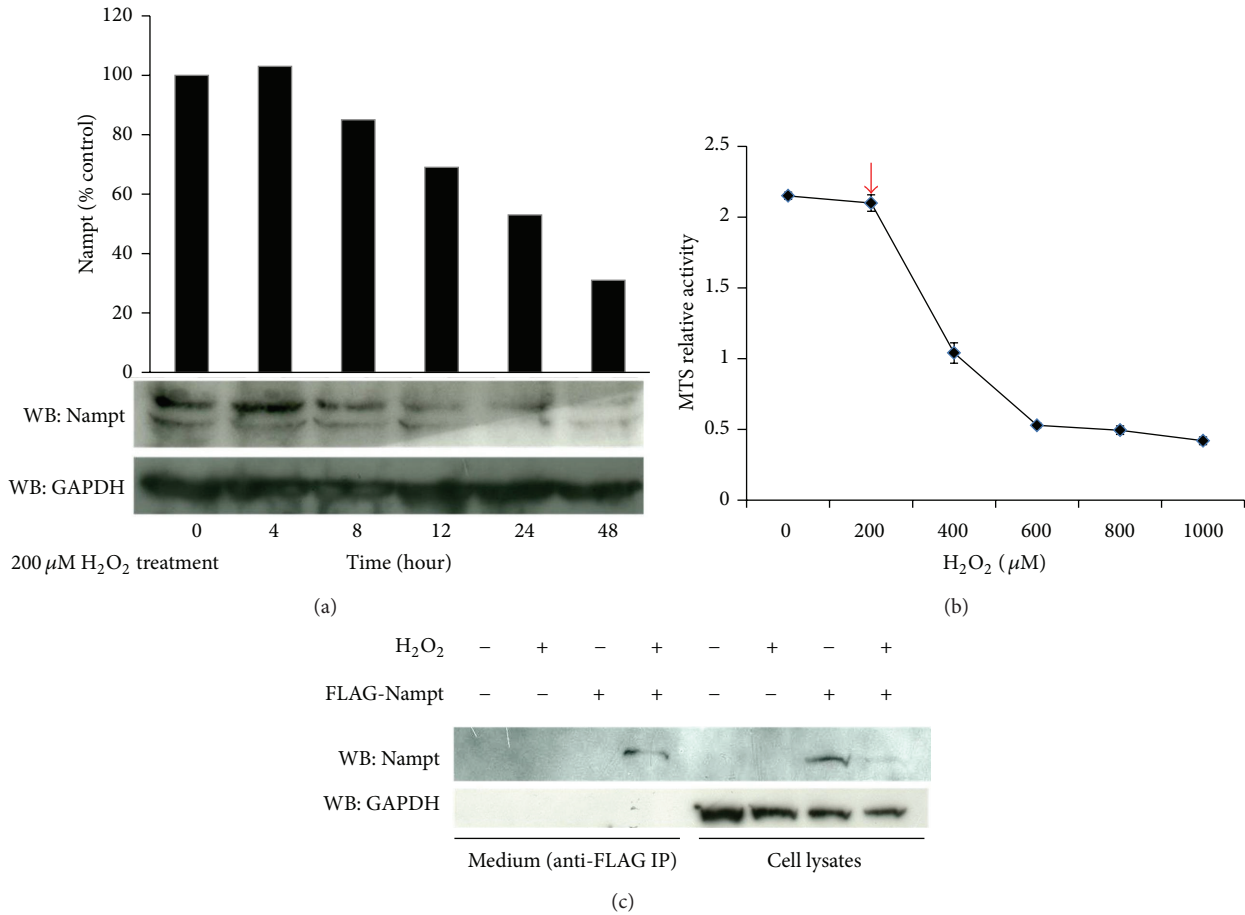 120
100
80
60
40
20
0
Nampt (% control)
WB: Nampt
WB: GAPDH
0 4 8 12 24 48
200 μM H₂O₂ treatment Time (hour)
(a)
2.5
2
1.5
1
0.5
0
MTS relative activity
0 200 400 600 800 1000
H₂O₂ (μM)
(b)
H₂O₂ − + − + − + − +
FLAG-Nampt − − + + − − + +
WB: Nampt
WB: GAPDH
Medium (anti-FLAG IP) Cell lysates
(c)